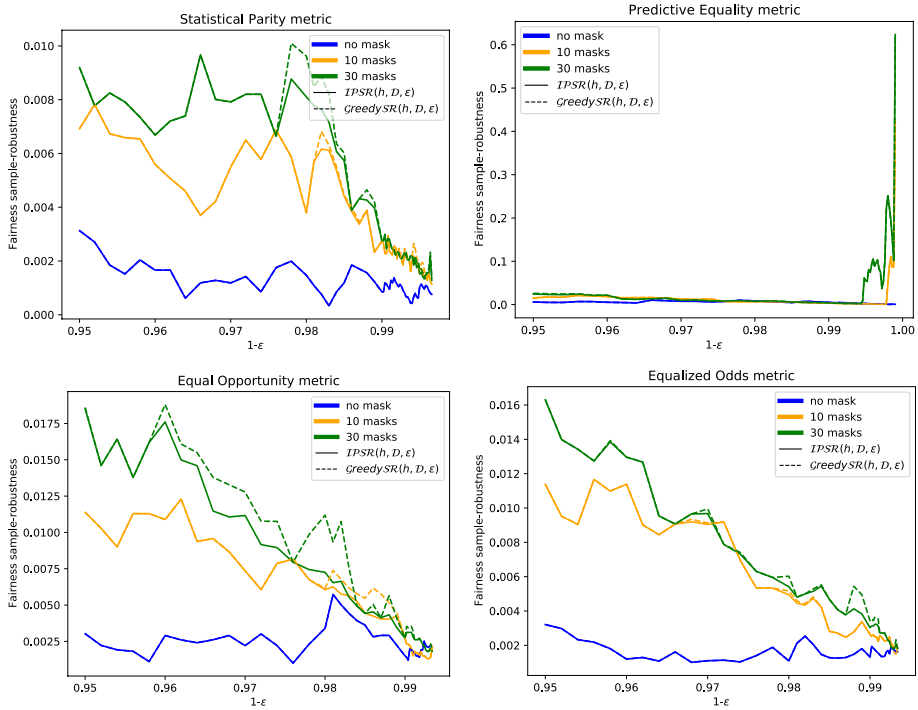 Statistical Parity metric
Fairness sample-robustness
0.010
0.008
0.006
0.004
0.002
0.000
0.95
0.96
0.97
0.98
0.99
1-ε
no mask
10 masks
30 masks
IPSR(h, D, ε)
GreedySR(h, D, ε)
Predictive Equality metric
Fairness sample-robustness
0.6
0.5
0.4
0.3
0.2
0.1
0.0
0.95
0.96
0.97
0.98
0.99
1.00
1-ε
no mask
10 masks
30 masks
IPSR(h, D, ε)
GreedySR(h, D, ε)
Equal Opportunity metric
Fairness sample-robustness
0.0175
0.0150
0.0125
0.0100
0.0075
0.0050
0.0025
0.95
0.96
0.97
0.98
0.99
1-ε
no mask
10 masks
30 masks
IPSR(h, D, ε)
GreedySR(h, D, ε)
Equalized Odds metric
Fairness sample-robustness
0.016
0.014
0.012
0.010
0.008
0.006
0.004
0.002
0.95
0.96
0.97
0.98
0.99
1-ε
no mask
10 masks
30 masks
IPSR(h, D, ε)
GreedySR(h, D, ε)